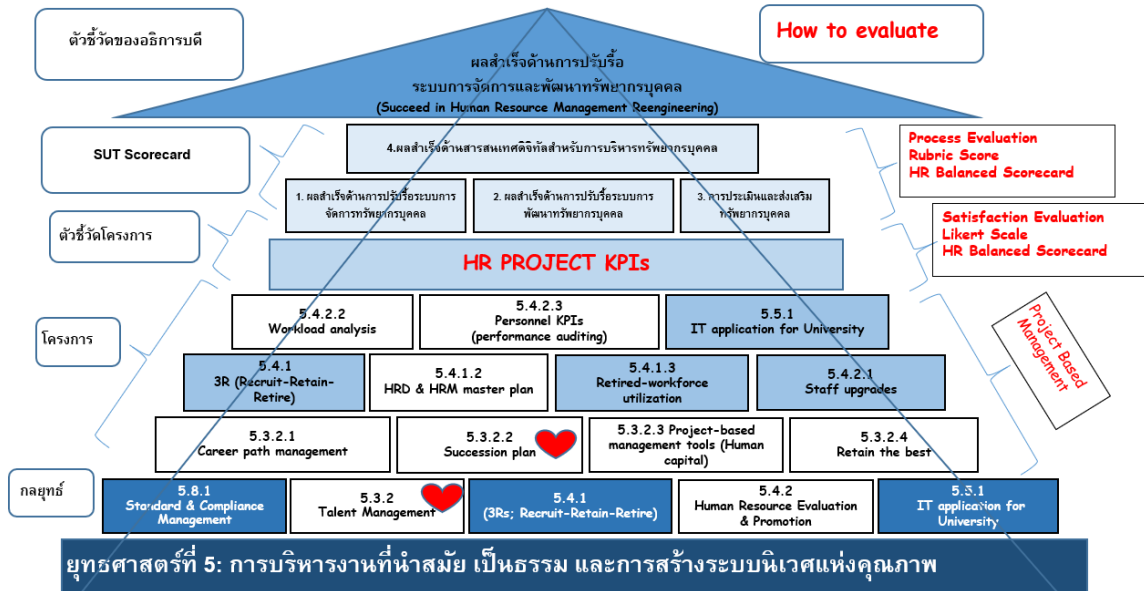 ตัวชี้วัดของอธิการบดี
How to evaluate
ผลสำเร็จด้านการปรับรื้อ
ระบบการจัดการและพัฒนาทรัพยากรบุคคล
(Succeed in Human Resource Management Reengineering)
SUT Scorecard
4.ผลสำเร็จด้านสารสนเทศดิจิทัลสำหรับการบริหารทรัพยากรบุคคล
Process Evaluation
Rubric Score
HR Balanced Scorecard
1. ผลสำเร็จด้านการปรับรื้อระบบการ
จัดการทรัพยากรบุคคล
2. ผลสำเร็จด้านการปรับรื้อระบบการ
พัฒนาทรัพยากรบุคคล
3. การประเมินและส่งเสริม
ทรัพยากรบุคคล
ตัวชี้วัดโครงการ
Satisfaction Evaluation
Likert Scale
HR Balanced Scorecard
HR PROJECT KPIs
โครงการ
5.4.2.2
Workload analysis
5.4.2.3
Personnel KPIs
(performance auditing)
5.5.1
IT application for University
Project Based
Management
5.4.1
3R (Recruit-Retain-
Retire)
5.4.1.2
HRD & HRM master plan
5.4.1.3
Retired-workforce
utilization
5.4.2.1
Staff upgrades
5.3.2.1
Career path management
5.3.2.2
Succession plan
5.3.2.3 Project-based
management tools (Human
capital)
5.3.2.4
Retain the best
กลยุทธ์
5.8.1
Standard & Compliance
Management
5.3.2
Talent Management
5.4.1
(3Rs; Recruit-Retain-Retire)
5.4.2
Human Resource Evaluation
& Promotion
5.5.1
IT application for
University
ยุทธศาสตร์ที่ 5: การบริหารงานที่นำสมัย เป็นธรรม และการสร้างระบบนิเวศแห่งคุณภาพ